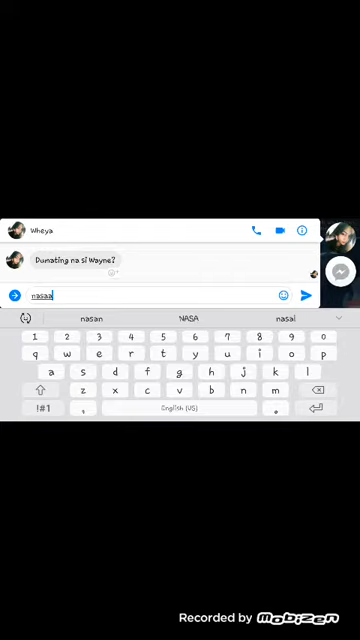 Wheya
Dumating na si Wayne?
nasaa
nasan NASA nasal
1 2 3 4 5 6 7 8 9 0
q w e r t y u i o p
a s d f g h j k l
z x c v b n m
!#1 , English (US) .
Recorded by mobizen